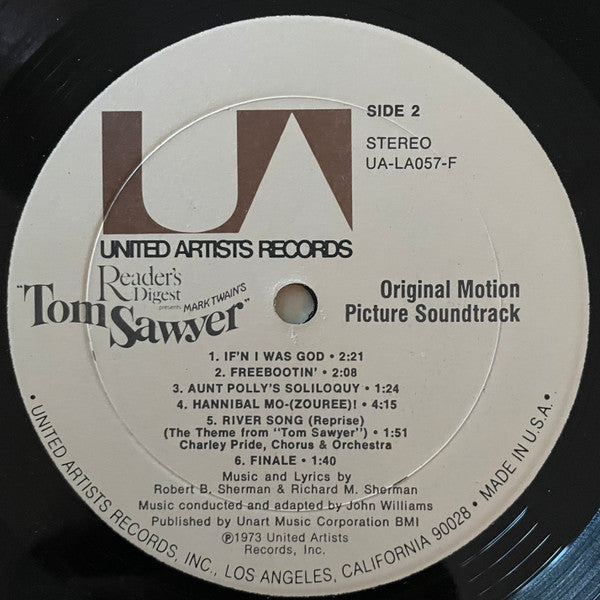 SIDE 2
STEREO
UA-LA057-F
UA
UNITED ARTISTS RECORDS
Reader's
Digest
presents MARK TWAIN'S
"Tom Sawyer"
Original Motion
Picture Soundtrack
1. IF'N I WAS GOD • 2:21
2. FREEBOOTIN' • 2:08
3. AUNT POLLY'S SOLILOQUY • 1:24
4. HANNIBAL MO-(ZOUREE)! • 4:15
5. RIVER SONG (Reprise)
(The Theme from "Tom Sawyer") • 1:51
Charley Pride, Chorus & Orchestra
6. FINALE • 1:40
Music and Lyrics by
Robert B. Sherman & Richard M. Sherman
Music conducted and adapted by John Williams
Published by Unart Music Corporation BMI
℗1973 United Artists
Records, Inc.
• UNITED ARTISTS RECORDS, INC., LOS ANGELES, CALIFORNIA 90028 • MADE IN U.S.A. •